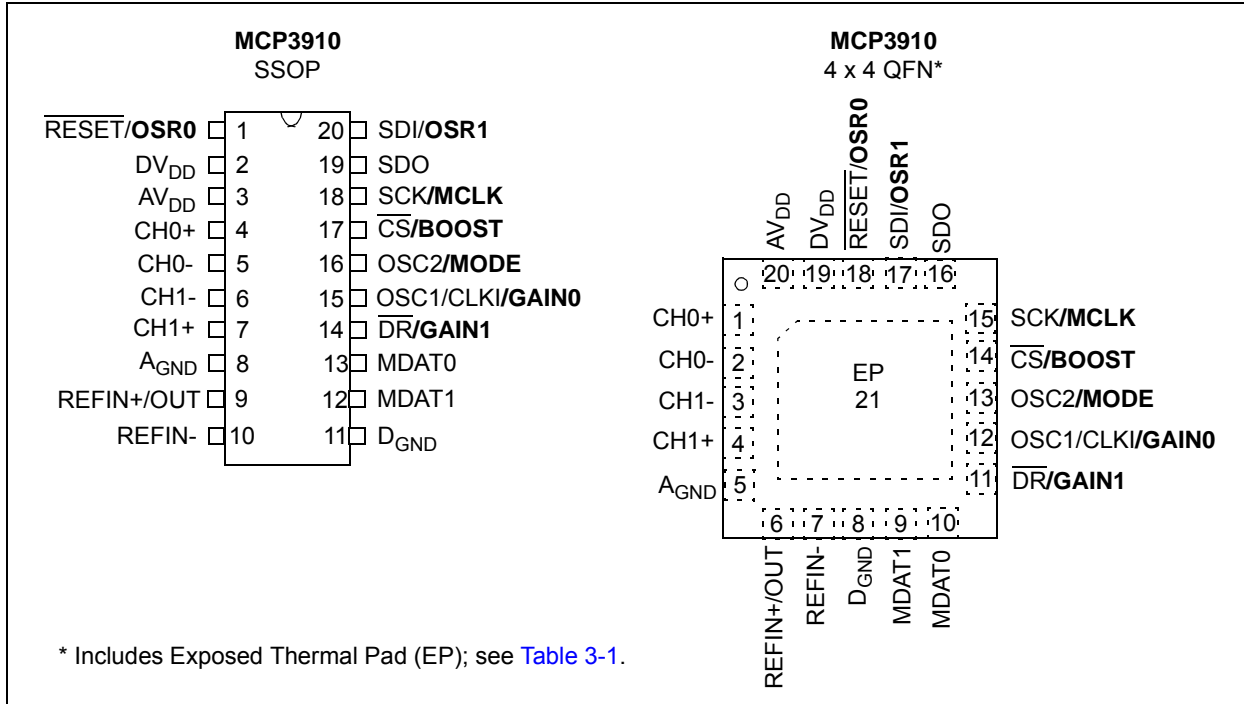 MCP3910
SSOP
RESET/OSR0 1
DVDD 2
AVDD 3
CH0+ 4
CH0- 5
CH1- 6
CH1+ 7
AGND 8
REFIN+/OUT 9
REFIN- 10
20 SDI/OSR1
19 SDO
18 SCK/MCLK
17 CS/BOOST
16 OSC2/MODE
15 OSC1/CLKI/GAIN0
14 DR/GAIN1
13 MDAT0
12 MDAT1
11 DGND
MCP3910
4 x 4 QFN*
AVDD 20
DVDD 19
RESET/OSR0 18
SDI/OSR1 17
SDO 16
CH0+ 1
CH0- 2
CH1- 3
CH1+ 4
AGND 5
EP
21
15 SCK/MCLK
14 CS/BOOST
13 OSC2/MODE
12 OSC1/CLKI/GAIN0
11 DR/GAIN1
6 REFIN+/OUT
7 REFIN-
8 DGND
9 MDAT1
10 MDAT0
* Includes Exposed Thermal Pad (EP); see Table 3-1.